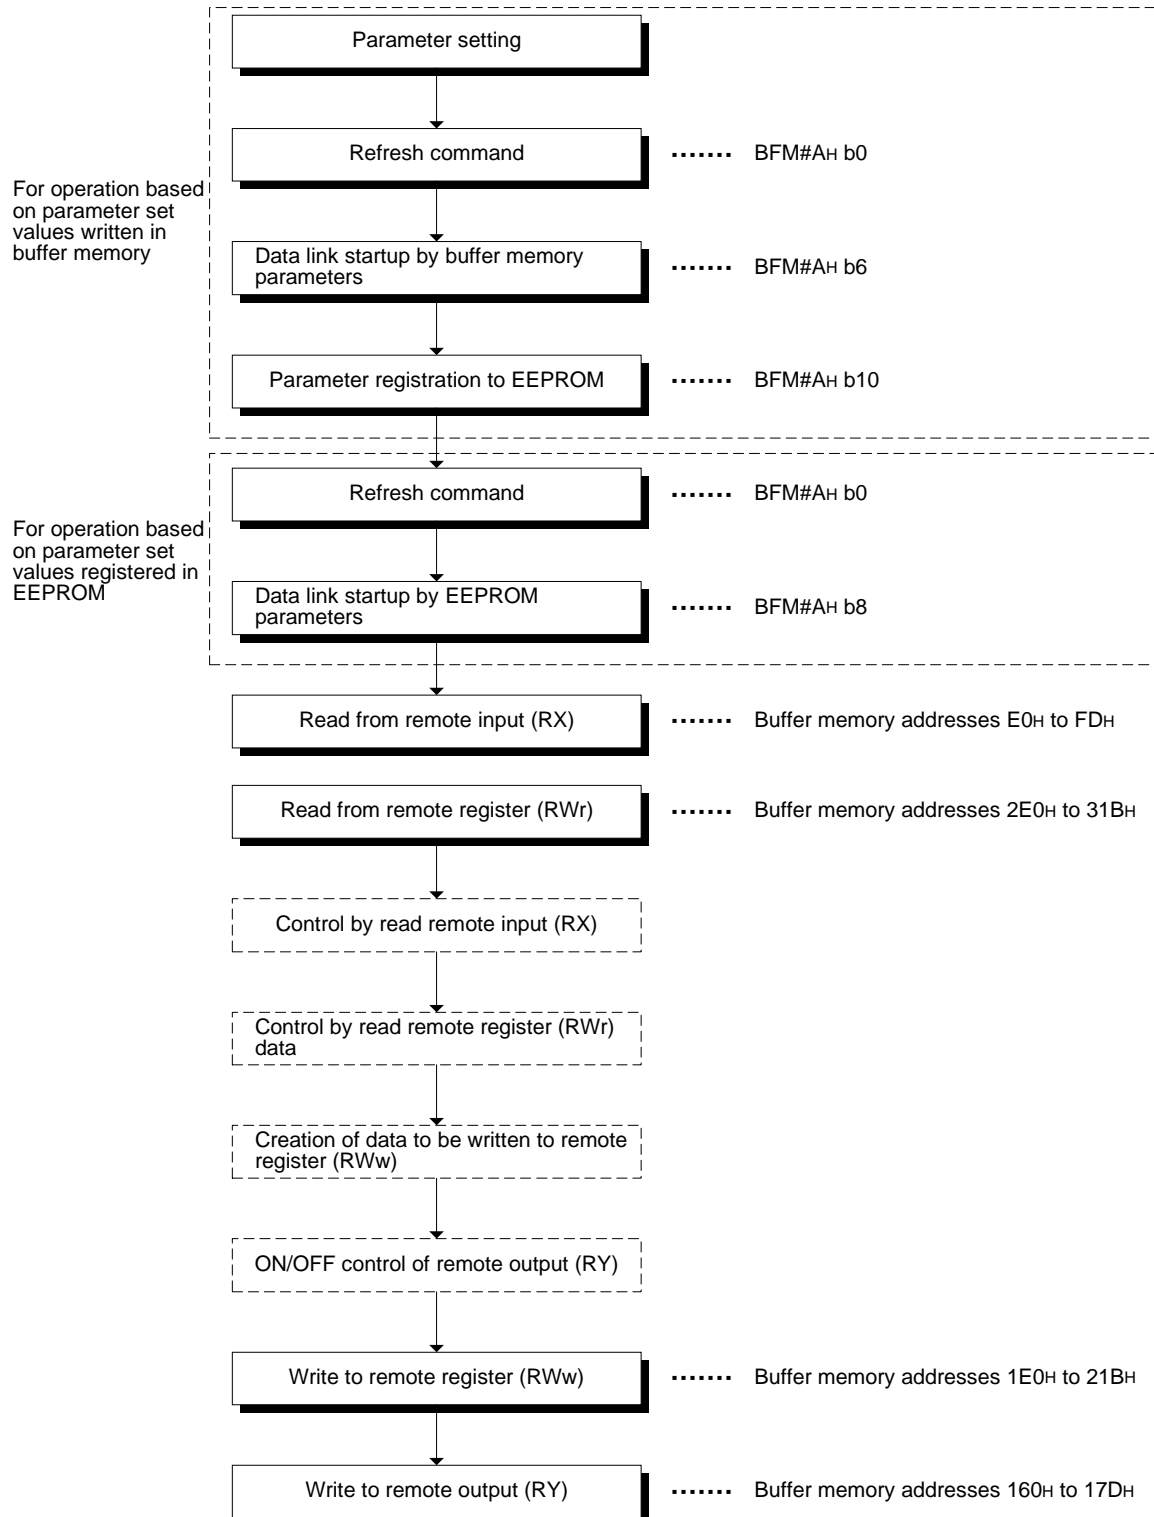 Parameter setting
Refresh command
······· BFM#AH b0
For operation based
on parameter set
values written in
buffer memory
Data link startup by buffer memory
parameters
······· BFM#AH b6
Parameter registration to EEPROM
······· BFM#AH b10
Refresh command
······· BFM#AH b0
For operation based
on parameter set
values registered in
EEPROM
Data link startup by EEPROM
parameters
······· BFM#AH b8
Read from remote input (RX)
······· Buffer memory addresses E0H to FDH
Read from remote register (RWr)
······· Buffer memory addresses 2E0H to 31BH
Control by read remote input (RX)
Control by read remote register (RWr)
data
Creation of data to be written to remote
register (RWw)
ON/OFF control of remote output (RY)
Write to remote register (RWw)
······· Buffer memory addresses 1E0H to 21BH
Write to remote output (RY)
······· Buffer memory addresses 160H to 17DH